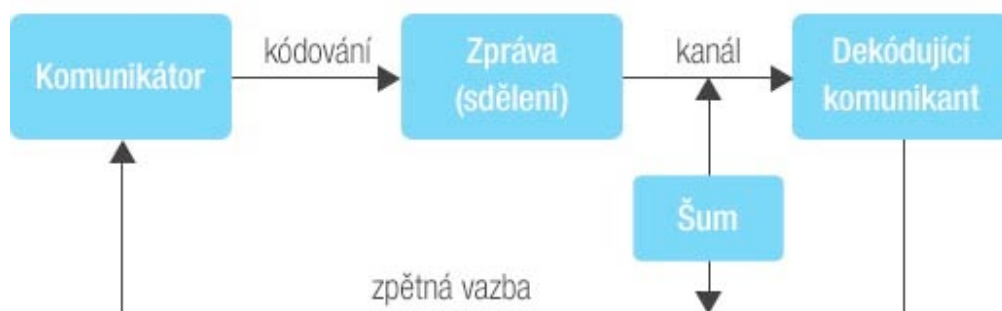 Komunikátor
kódování
Zpráva
(sdělení)
kanál
Dekódující
komunikant
Šum
zpětná vazba